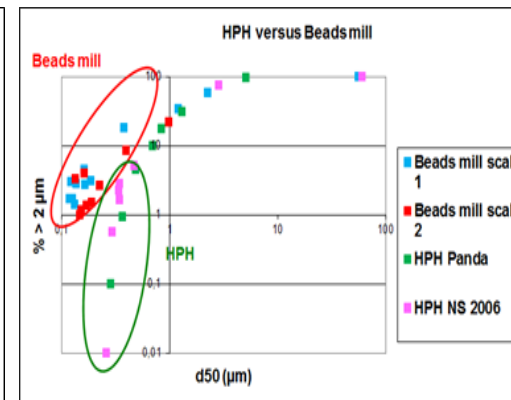 HPH versus Beads mill
Beads mill
100
10
1
0,1
1
10
100
0,1
0,01
% > 2 µm
HPH
d50 (µm)
Beads mill scal
1
Beads mill scal
2
HPH Panda
HPH NS 2006